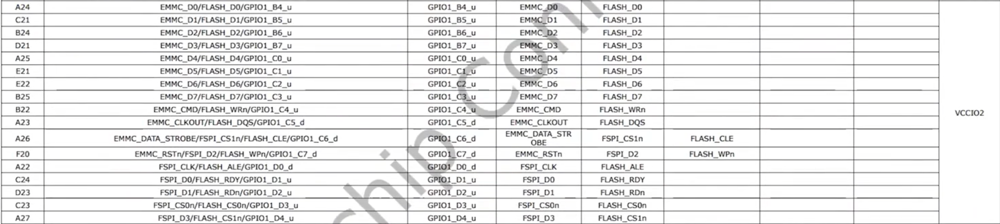 A24 EMMC_D0/FLASH_D0/GPIO1_B4_u GPIO1_B4_u EMMC_D0 FLASH_D0
C21 EMMC_D1/FLASH_D1/GPIO1_B5_u GPIO1_B5_u EMMC_D1 FLASH_D1
B24 EMMC_D2/FLASH_D2/GPIO1_B6_u GPIO1_B6_u EMMC_D2 FLASH_D2
D21 EMMC_D3/FLASH_D3/GPIO1_B7_u GPIO1_B7_u EMMC_D3 FLASH_D3
A25 EMMC_D4/FLASH_D4/GPIO1_C0_u GPIO1_C0_u EMMC_D4 FLASH_D4
E21 EMMC_D5/FLASH_D5/GPIO1_C1_u GPIO1_C1_u EMMC_D5 FLASH_D5
E22 EMMC_D6/FLASH_D6/GPIO1_C2_u GPIO1_C2_u EMMC_D6 FLASH_D6
B25 EMMC_D7/FLASH_D7/GPIO1_C3_u GPIO1_C3_u EMMC_D7 FLASH_D7
B22 EMMC_CMD/FLASH_WRn/GPIO1_C4_u GPIO1_C4_u EMMC_CMD FLASH_WRn
VCCIO2
A23 EMMC_CLKOUT/FLASH_DQS/GPIO1_C5_d GPIO1_C5_d EMMC_CLKOUT FLASH_DQS
A26 EMMC_DATA_STROBE/FSPI_CS1n/FLASH_CLE/GPIO1_C6_d GPIO1_C6_d EMMC_DATA_STR
OBE FSPI_CS1n FLASH_CLE
F20 EMMC_RSTn/FSPI_D2/FLASH_WPn/GPIO1_C7_d GPIO1_C7_d EMMC_RSTn FSPI_D2 FLASH_WPn
A22 FSPI_CLK/FLASH_ALE/GPIO1_D0_d GPIO1_D0_d FSPI_CLK FLASH_ALE
C24 FSPI_D0/FLASH_RDY/GPIO1_D1_u GPIO1_D1_u FSPI_D0 FLASH_RDY
D23 FSPI_D1/FLASH_RDn/GPIO1_D2_u GPIO1_D2_u FSPI_D1 FLASH_RDn
C23 FSPI_CS0n/FLASH_CS0n/GPIO1_D3_u GPIO1_D3_u FSPI_CS0n FLASH_CS0n
A27 FSPI_D3/FLASH_CS1n/GPIO1_D4_u GPIO1_D4_u FSPI_D3 FLASH_CS1n